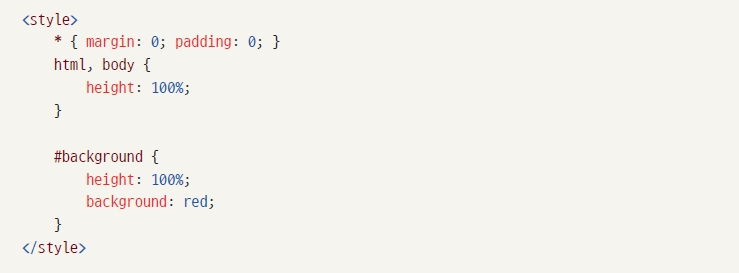 <style>
    * { margin: 0; padding: 0; }
    html, body {
        height: 100%;
    }

    #background {
        height: 100%;
        background: red;
    }
</style>